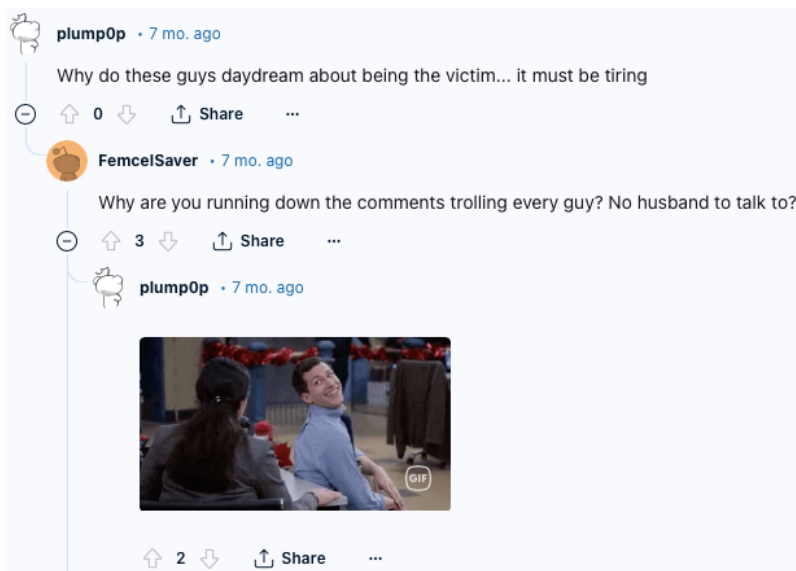 plump0p • 7 mo. ago
Why do these guys daydream about being the victim... it must be tiring
0 Share ...
FemcelSaver • 7 mo. ago
Why are you running down the comments trolling every guy? No husband to talk to?
3 Share ...
plump0p • 7 mo. ago
GIF
2 Share ...